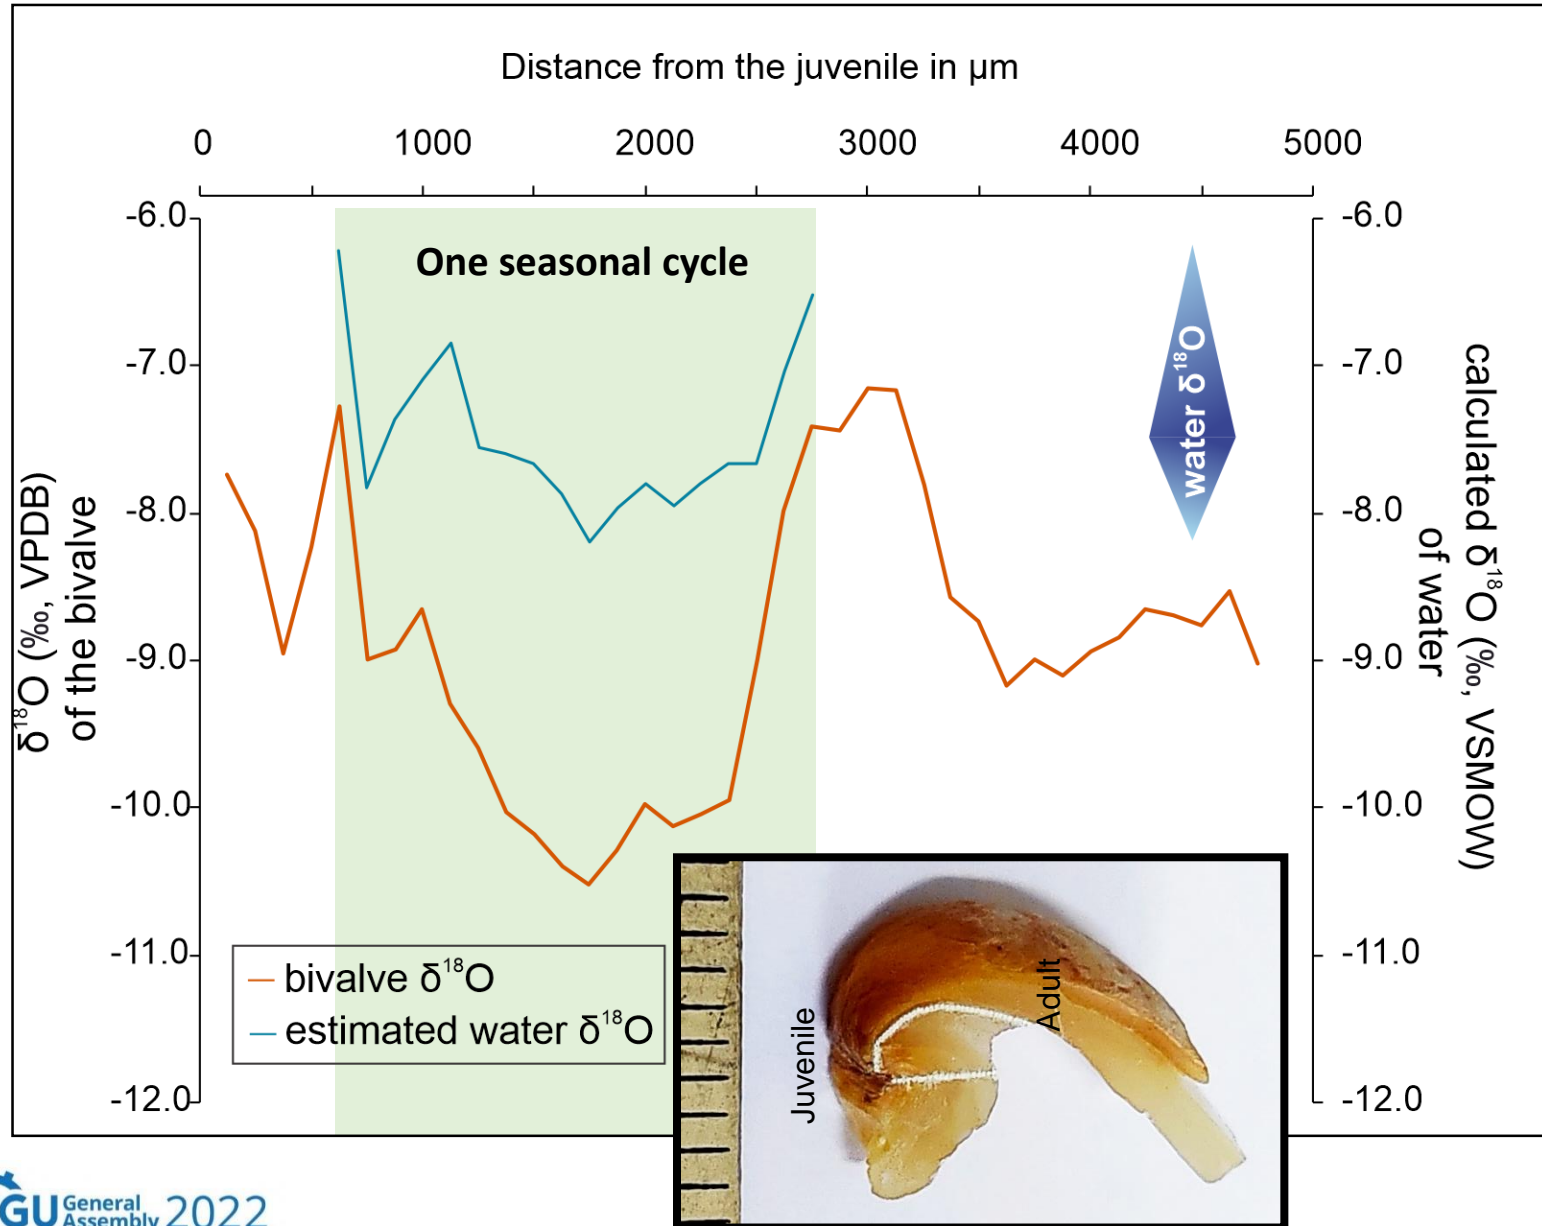 Distance from the juvenile in µm
0 1000 2000 3000 4000 5000
-6.0 -6.0
One seasonal cycle
-7.0 -7.0
-8.0 -8.0
-9.0 -9.0
-10.0 -10.0
-11.0 -11.0
-12.0 -12.0
δ¹⁸O (‰, VPDB)
of the bivalve
water δ¹⁸O
calculated δ¹⁸O (‰, VSMOW)
of water
bivalve δ¹⁸O
estimated water δ¹⁸O
Juvenile
Adult
GU General
Assembly 2022